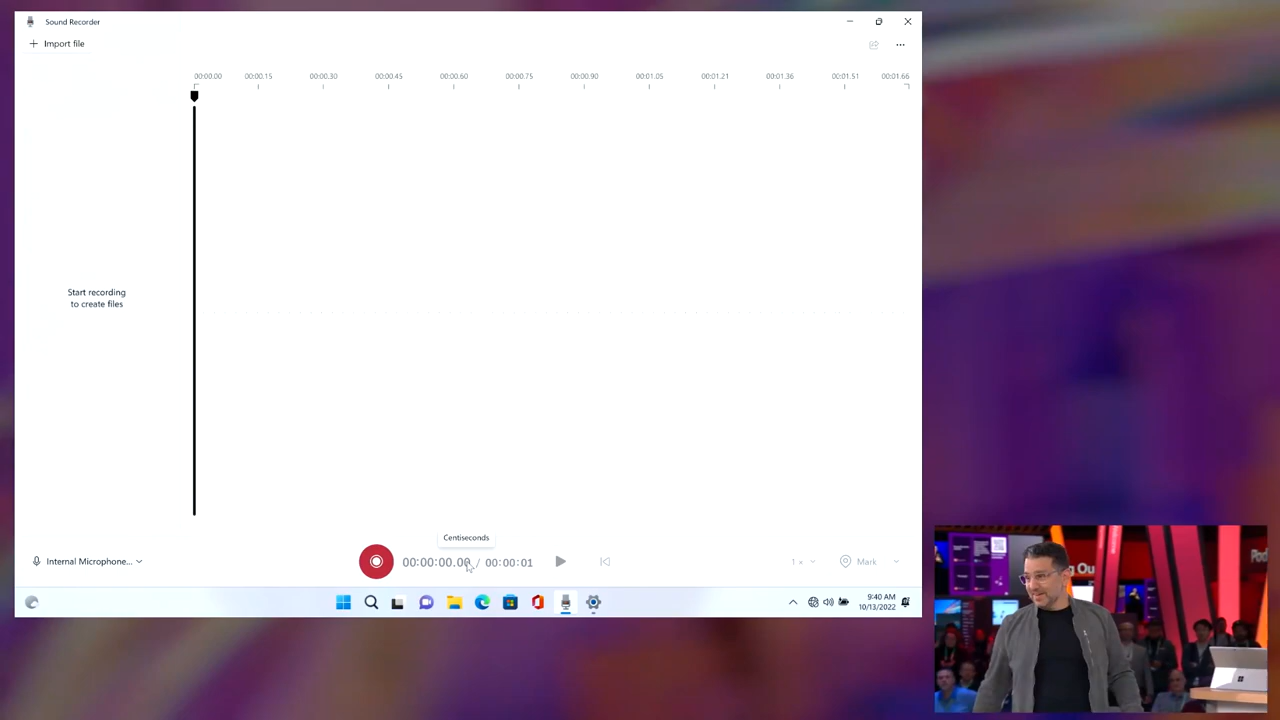 Sound Recorder
+ Import file
00:00.00 00:00.15 00:00.30 00:00.45 00:00.60 00:00.75 00:00.90 00:01.05 00:01.21 00:01.36 00:01.51 00:01.66
Start recording
to create files
Centiseconds
Internal Microphone...
00:00:00.00 / 00:00:01
1 x
Mark
9:40 AM
10/13/2022